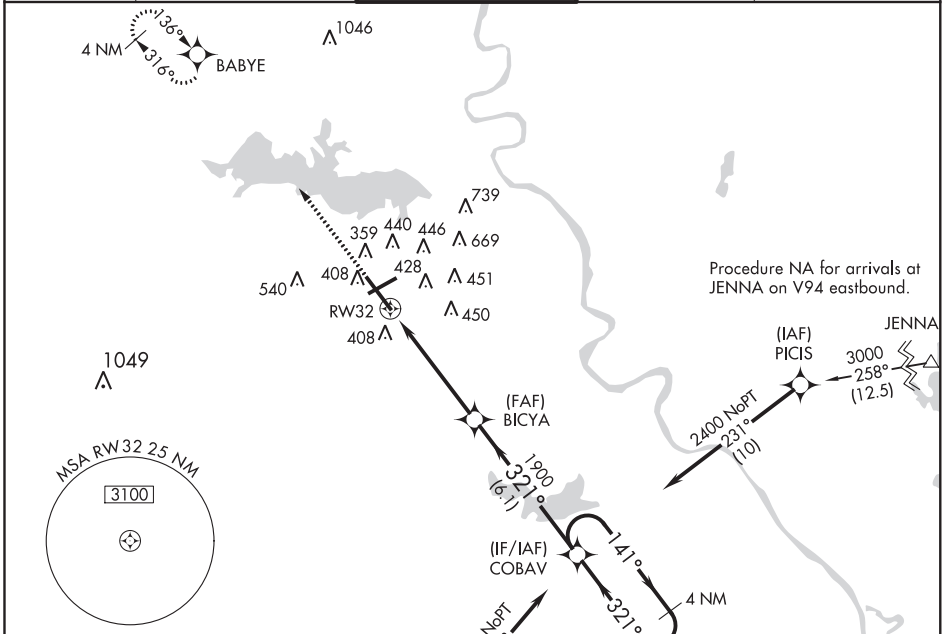 1046
136°
4 NM
316°
BABYE
739
359
440
446
669
408
428
451
540
RW32
450
408
Procedure NA for arrivals at
JENNA on V94 eastbound.
JENNA
(IAF)
PICIS
3000
258°
(12.5)
1049
(FAF)
BICYA
2400 NoPT
231°
(10)
MSA RW32 25 NM
3100
1900
321°
(6.1)
(IF/IAF)
COBAV
141°
4 NM
321°
NoPT